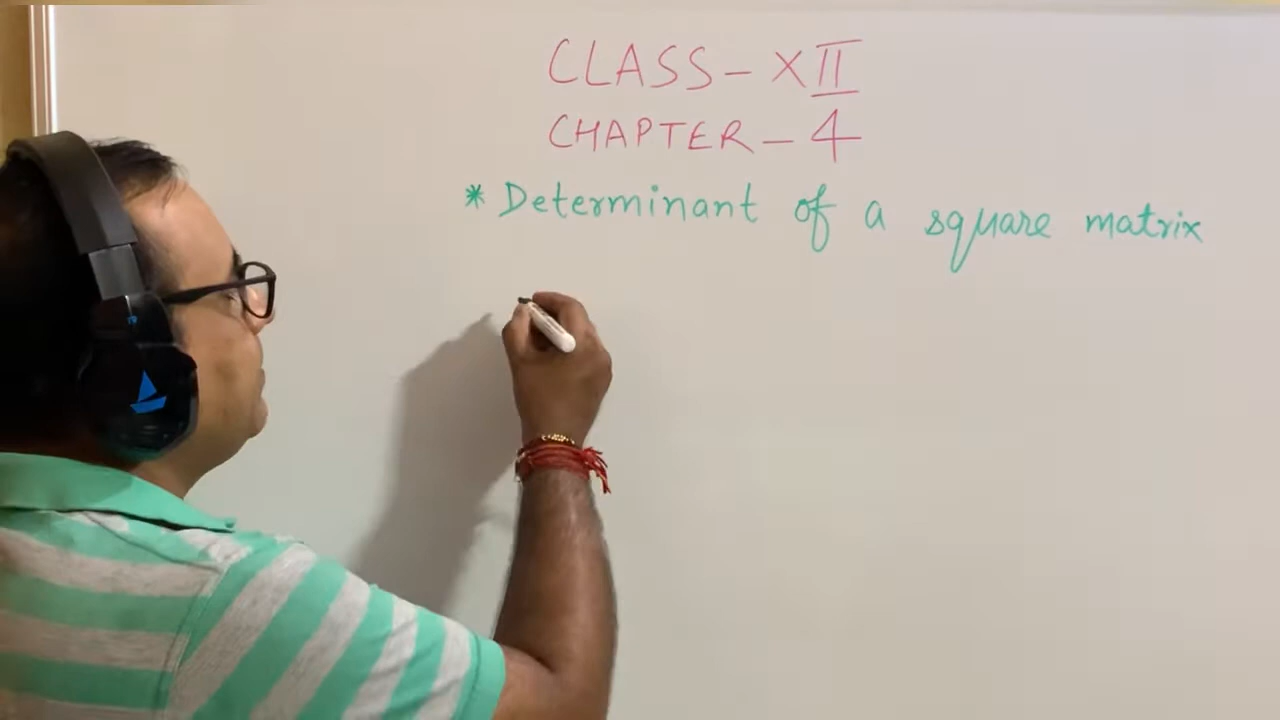 CLASS - XII
CHAPTER - 4
* Determinant of a square matrix